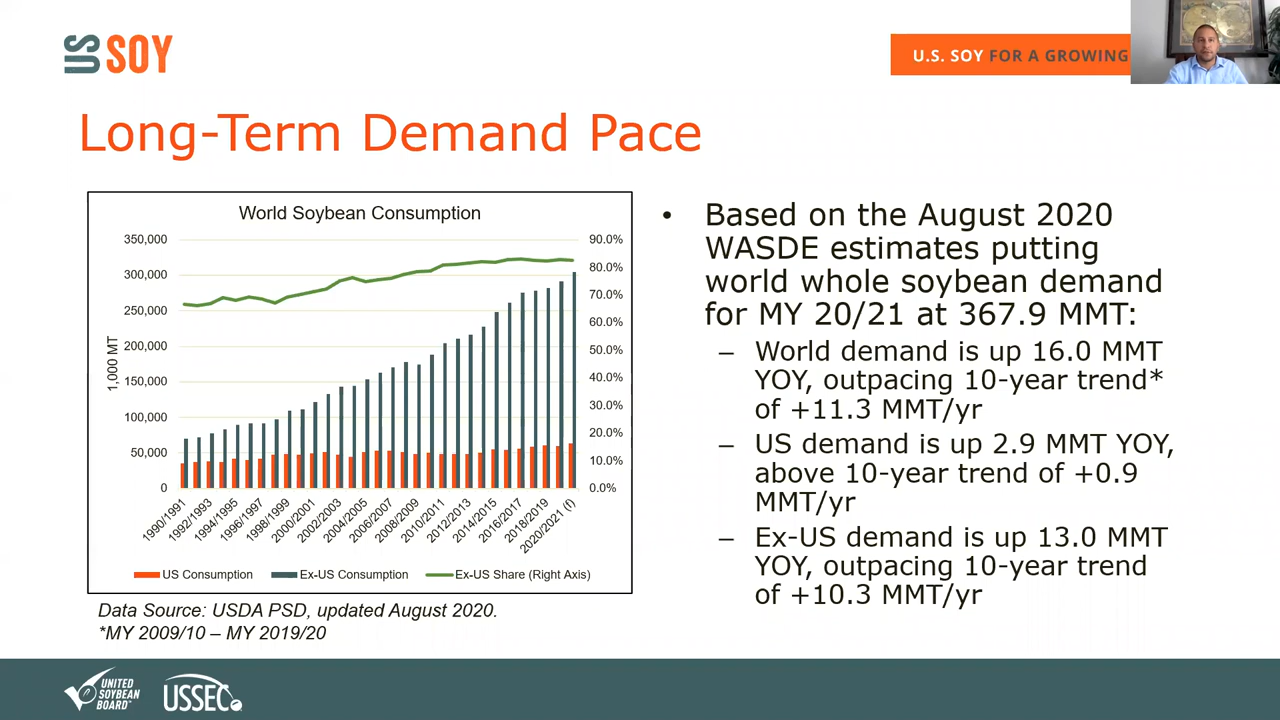 US SOY
U.S. SOY FOR A GROWING
Long-Term Demand Pace
World Soybean Consumption
350,000
300,000
250,000
200,000
150,000
100,000
50,000
0
1,000 MT
90.0%
80.0%
70.0%
60.0%
50.0%
40.0%
30.0%
20.0%
10.0%
0.0%
1990/1991
1992/1993
1994/1995
1996/1997
1998/1999
2000/2001
2002/2003
2004/2005
2006/2007
2008/2009
2010/2011
2012/2013
2014/2015
2016/2017
2018/2019
2020/2021 (f)
US Consumption
Ex-US Consumption
Ex-US Share (Right Axis)
Data Source: USDA PSD, updated August 2020.
*MY 2009/10 – MY 2019/20
• Based on the August 2020
WASDE estimates putting
world whole soybean demand
for MY 20/21 at 367.9 MMT:
– World demand is up 16.0 MMT
YOY, outpacing 10-year trend*
of +11.3 MMT/yr
– US demand is up 2.9 MMT YOY,
above 10-year trend of +0.9
MMT/yr
– Ex-US demand is up 13.0 MMT
YOY, outpacing 10-year trend
of +10.3 MMT/yr
UNITED
SOYBEAN
BOARD™
USSEC